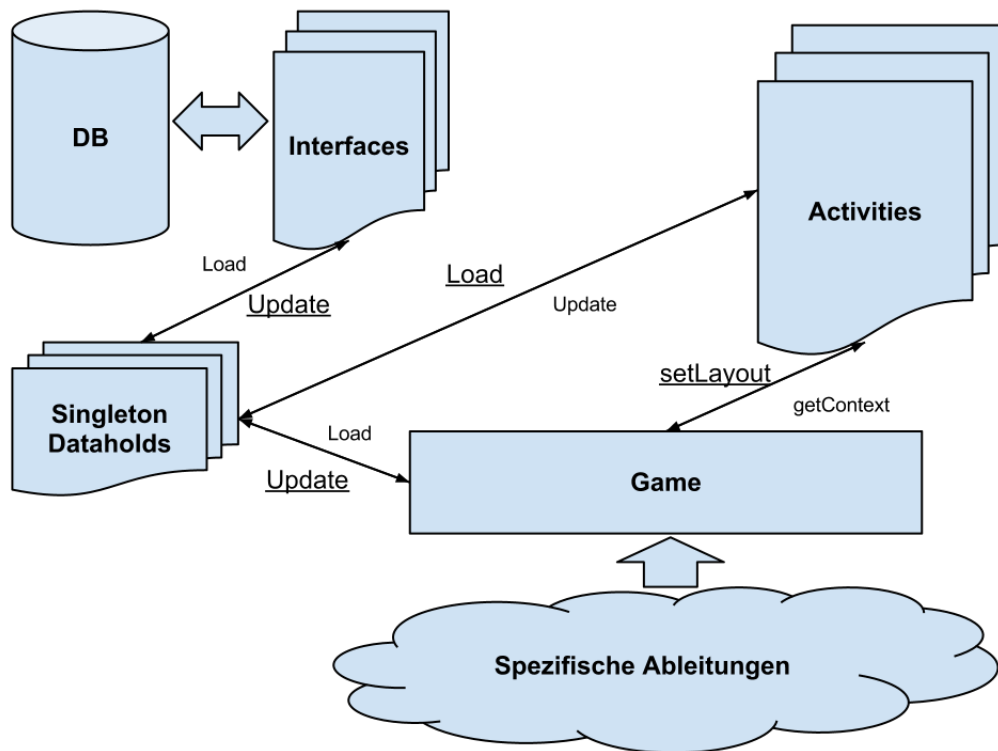 DB
Interfaces
Activities
Load
Update
Load
Update
setLayout
getContext
Singleton
Dataholds
Load
Update
Game
Spezifische Ableitungen